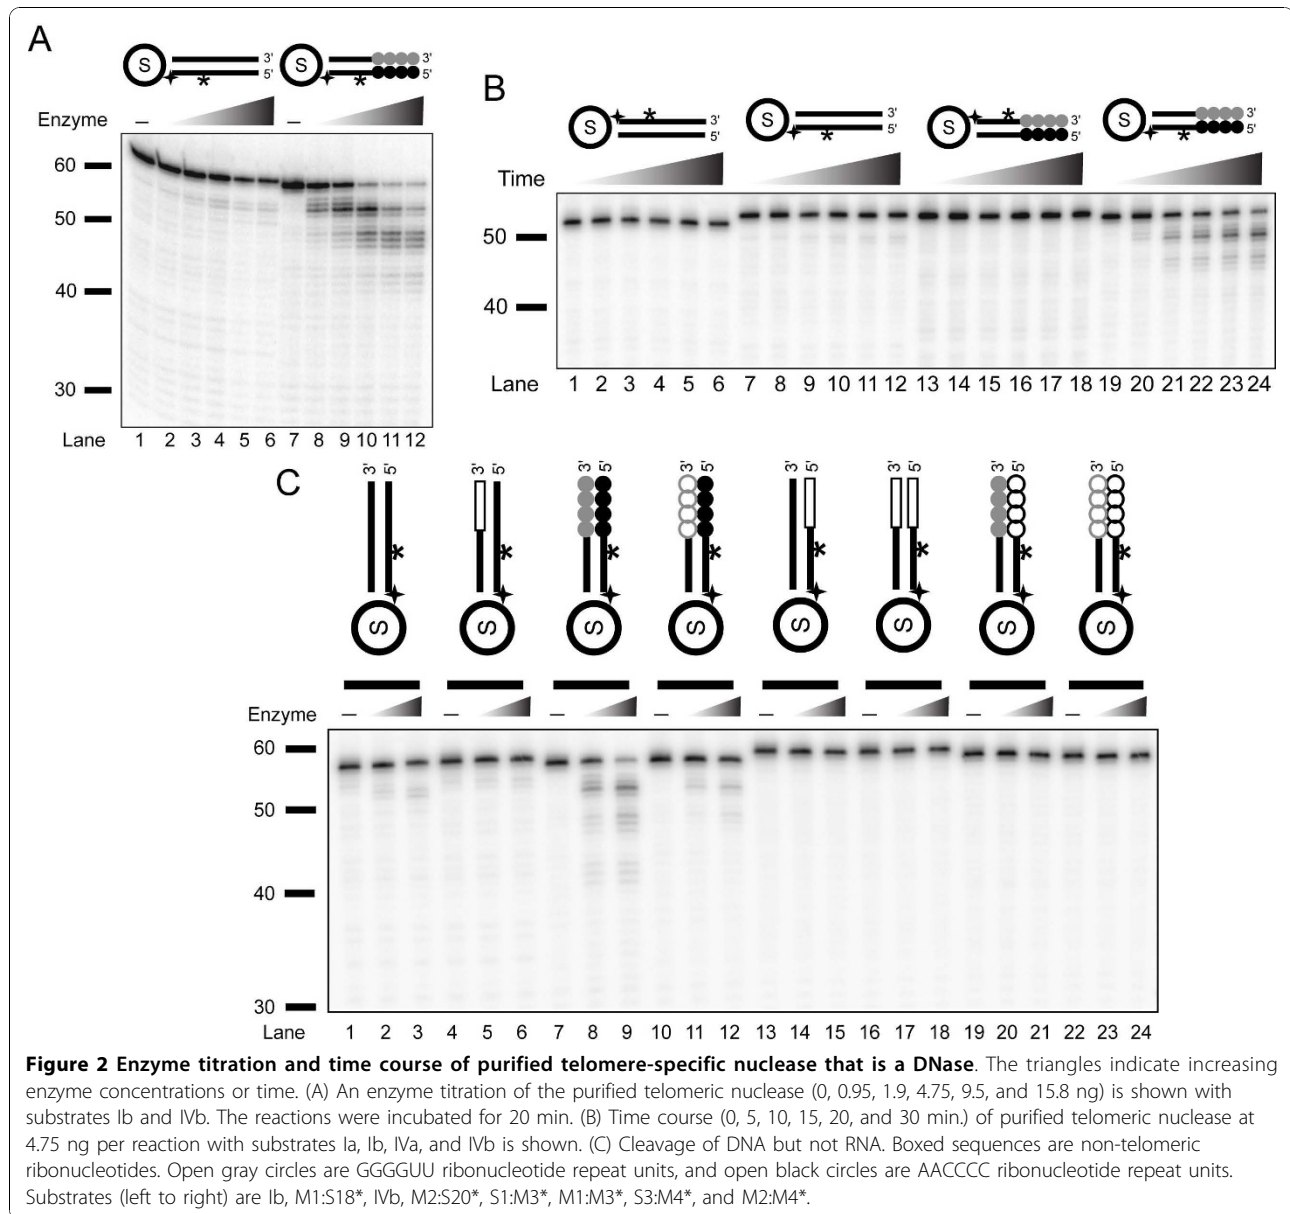 A
S 3' 5' S 3' 5'
Enzyme – –
60
50
40
30
Lane 1 2 3 4 5 6 7 8 9 10 11 12
B
S 3' 5' S 3' 5' S 3' 5' S 3' 5'
Time
50
40
Lane 1 2 3 4 5 6 7 8 9 10 11 12 13 14 15 16 17 18 19 20 21 22 23 24
C
3' 5' 3' 5' 3' 5' 3' 5' 3' 5' 3' 5' 3' 5' 3' 5'
S S S S S S S S
Enzyme – – – – – – – –
60
50
40
30
Lane 1 2 3 4 5 6 7 8 9 10 11 12 13 14 15 16 17 18 19 20 21 22 23 24
Figure 2 Enzyme titration and time course of purified telomere-specific nuclease that is a DNase. The triangles indicate increasing
enzyme concentrations or time. (A) An enzyme titration of the purified telomeric nuclease (0, 0.95, 1.9, 4.75, 9.5, and 15.8 ng) is shown with
substrates Ib and IVb. The reactions were incubated for 20 min. (B) Time course (0, 5, 10, 15, 20, and 30 min.) of purified telomeric nuclease at
4.75 ng per reaction with substrates Ia, Ib, IVa, and IVb is shown. (C) Cleavage of DNA but not RNA. Boxed sequences are non-telomeric
ribonucleotides. Open gray circles are GGGGUU ribonucleotide repeat units, and open black circles are AACCCC ribonucleotide repeat units.
Substrates (left to right) are Ib, M1:S18*, IVb, M2:S20*, S1:M3*, M1:M3*, S3:M4*, and M2:M4*.